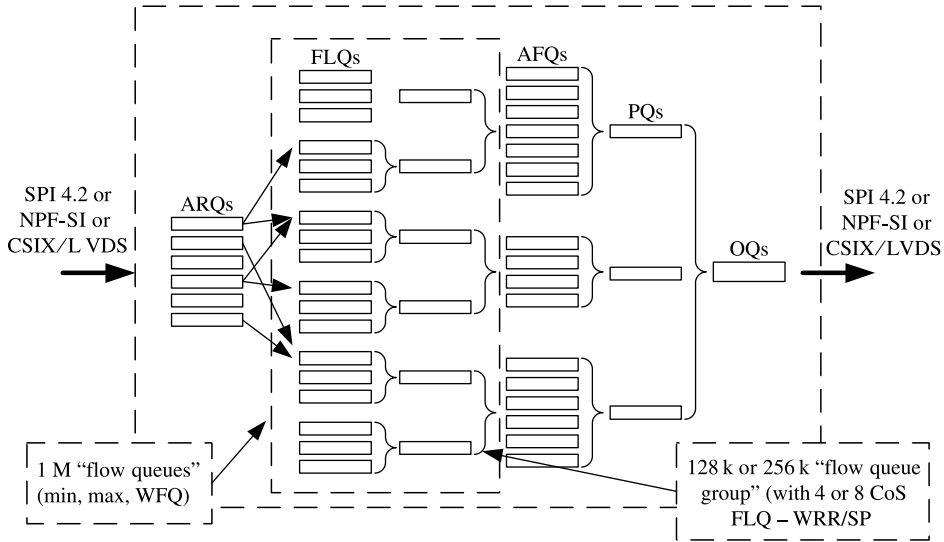 FLQs
AFQs
PQs
ARQs
SPI 4.2 or
NPF-SI or
CSIX/L VDS
SPI 4.2 or
NPF-SI or
CSIX/LVDS
OQs
1 M “flow queues”
(min, max, WFQ)
128 k or 256 k “flow queue
group” (with 4 or 8 CoS
FLQ – WRR/SP